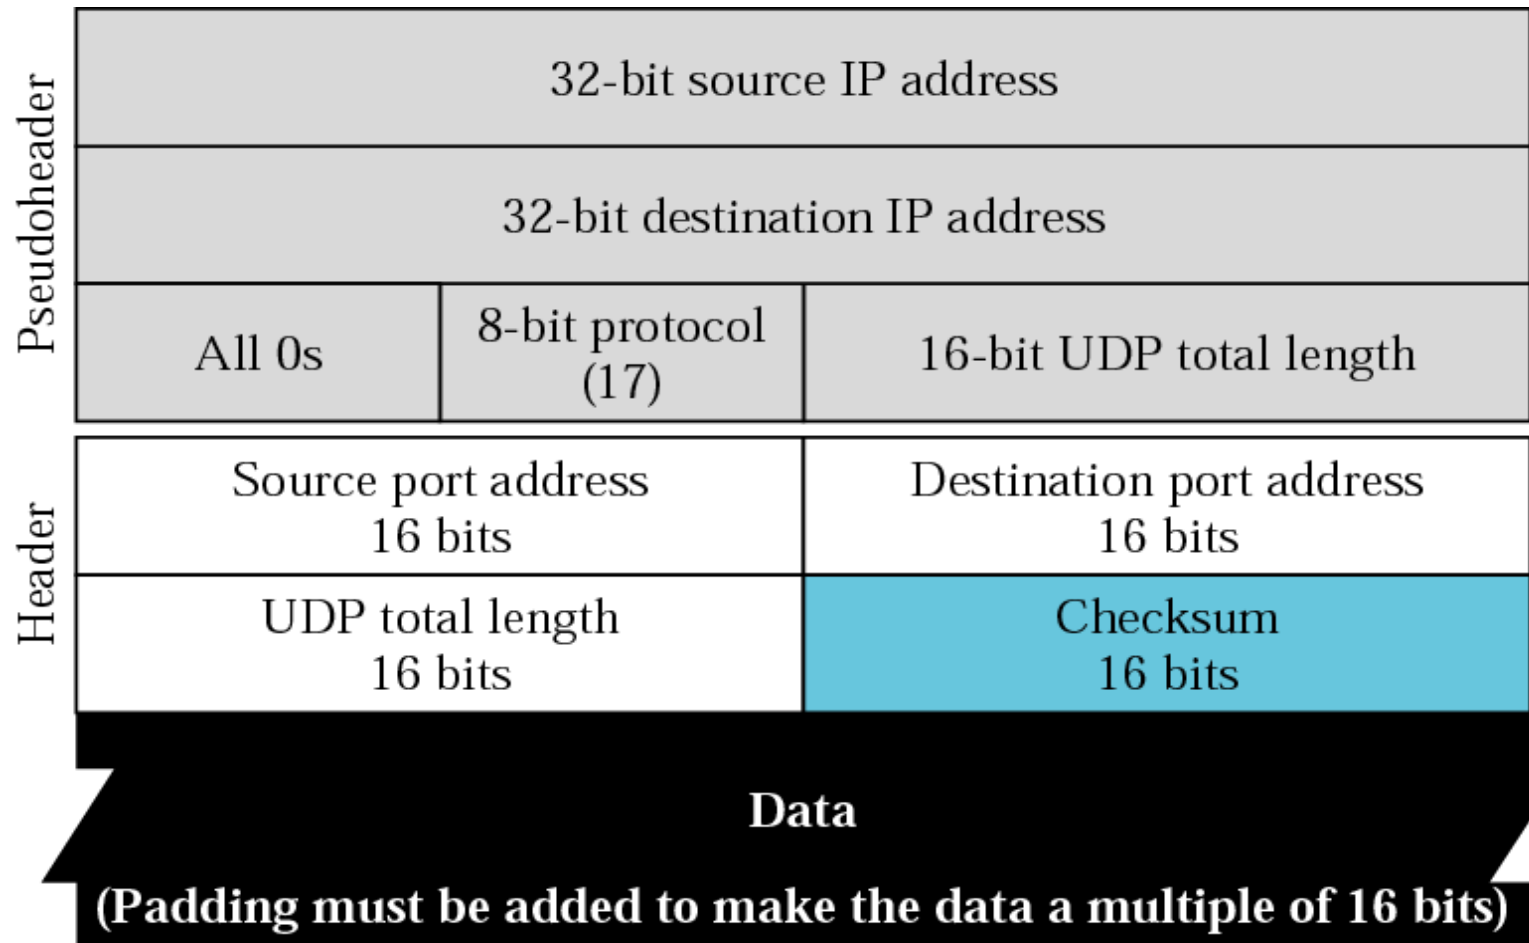 Pseudoheader
32-bit source IP address
32-bit destination IP address
All 0s
8-bit protocol
(17)
16-bit UDP total length
Header
Source port address
16 bits
Destination port address
16 bits
UDP total length
16 bits
Checksum
16 bits
Data
(Padding must be added to make the data a multiple of 16 bits)